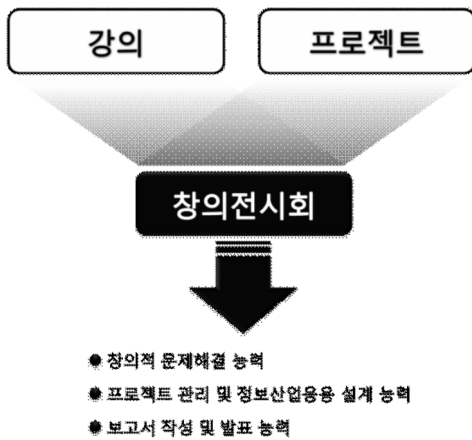 강의
프로젝트
창의전시회
● 창의적 문제해결 능력
● 프로젝트 관리 및 정보산업응용 설계 능력
● 보고서 작성 및 발표 능력